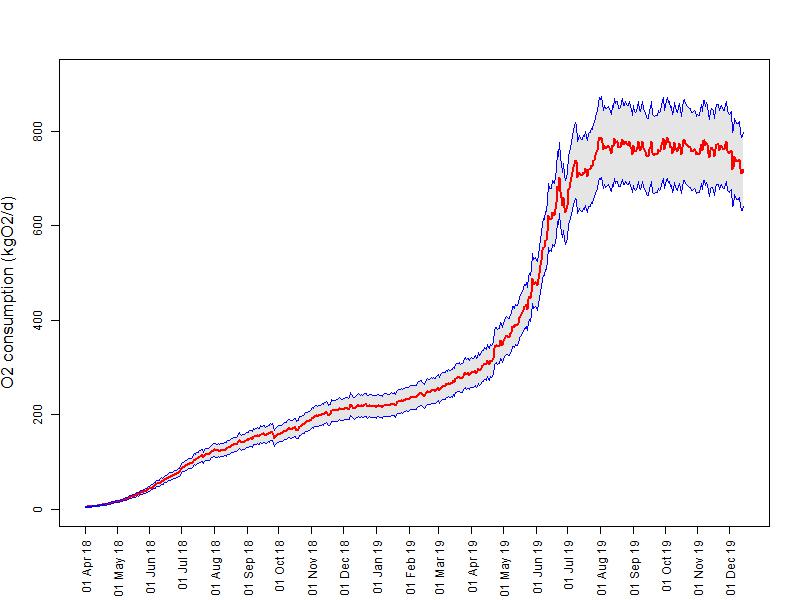 O2 consumption (kgO2/d)
800
600
400
200
0
01 Apr 18
01 May 18
01 Jun 18
01 Jul 18
01 Aug 18
01 Sep 18
01 Oct 18
01 Nov 18
01 Dec 18
01 Jan 19
01 Feb 19
01 Mar 19
01 Apr 19
01 May 19
01 Jun 19
01 Jul 19
01 Aug 19
01 Sep 19
01 Oct 19
01 Nov 19
01 Dec 19